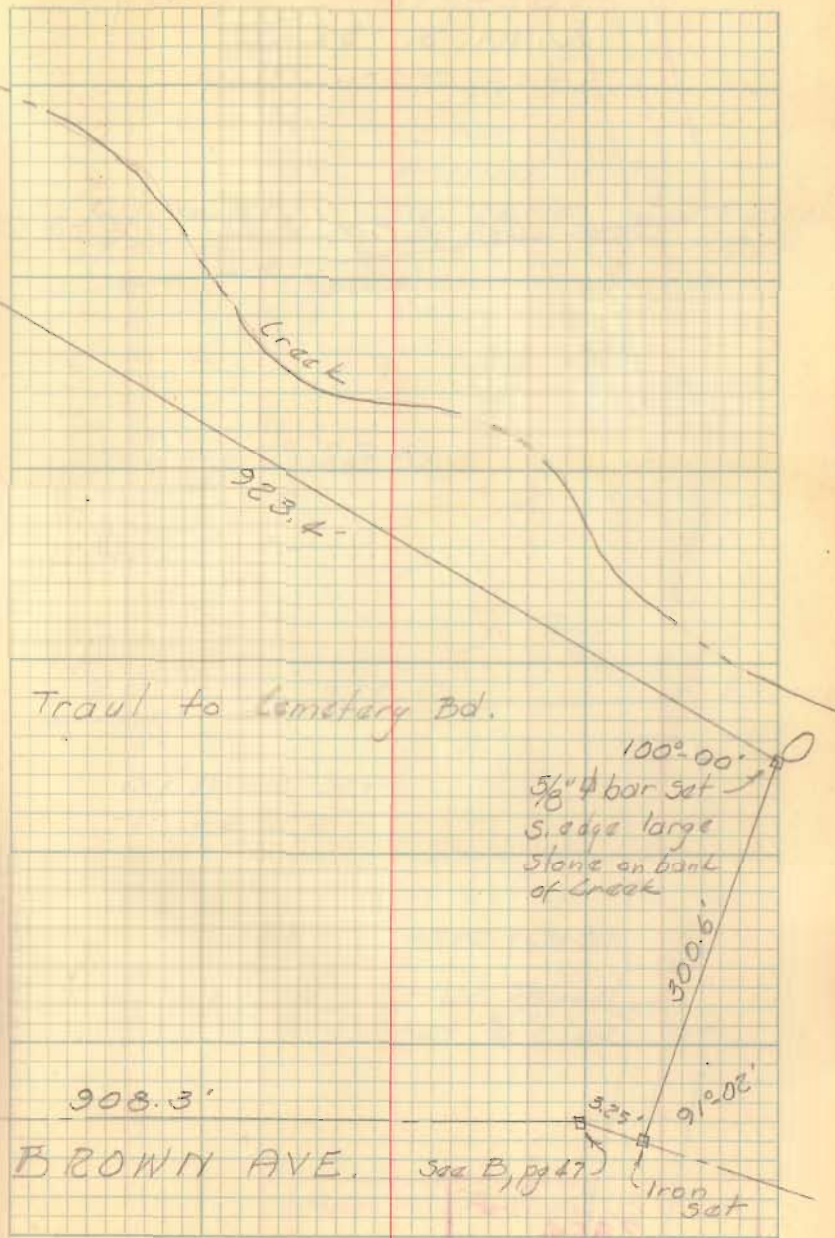 Creek
923.4'
Traul to Cemetery Bd.
100°-00'
5/8" ф bar set
S. edge large
Stone on bank
of Creek
300.6'
908.3'
3.25'
91°-02'
BROWN AVE.
See B, pg 47
Iron
set